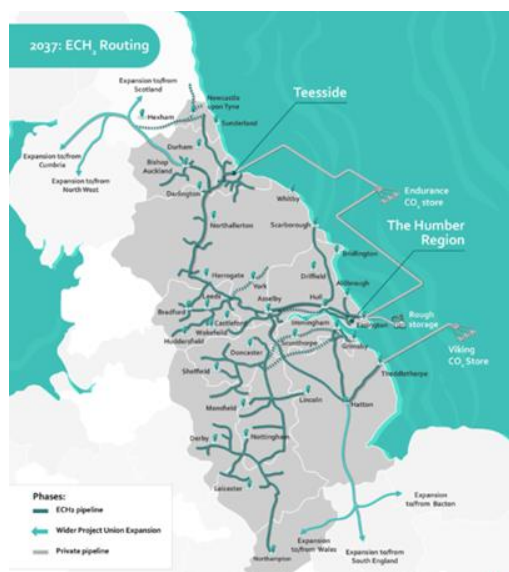 2037: ECH₂ Routing
Expansion to/from
Scotland
Newcastle
upon Tyne
Hexham
Sunderland
Teesside
Durham
Expansion to/from
Cumbria
Bishop
Auckland
Expansion to/from
North West
Darlington
Whitby
Endurance
CO₂ store
Northallerton
Scarborough
The Humber
Region
Bridlington
Harrogate
Driffield
York
Aldbrough
Leeds
Asselby
Hull
Bradford
Castleford
Immingham
Easington
Rough
storage
Wakefield
Huddersfield
Scunthorpe
Grimsby
Viking
CO₂ Store
Doncaster
Theddlethorpe
Sheffield
Mansfield
Lincoln
Hatton
Derby
Nottingham
Leicester
Expansion
to/from Bacton
Phases:
ECH2 pipeline
Wider Project Union Expansion
Private pipeline
Expansion
to/from Wales
Expansion to/from
South England
Northampton